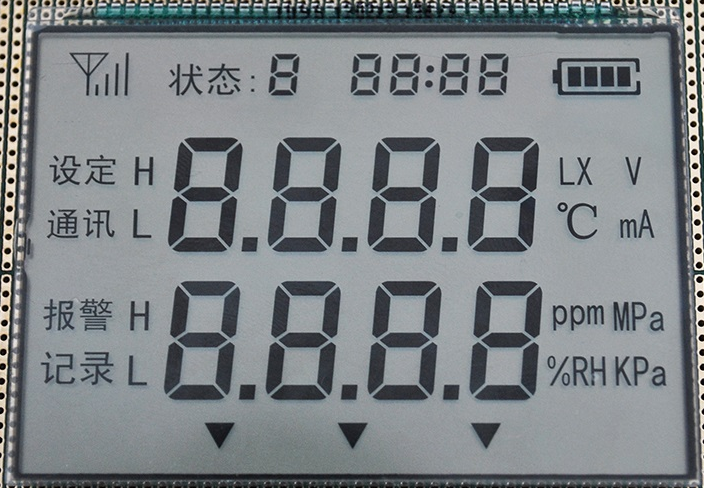 状态: 8 88:88
设定 H 8.8.8.8 LX V
通讯 L ℃ mA
报警 H 8.8.8.8 ppm MPa
记录 L %RH KPa